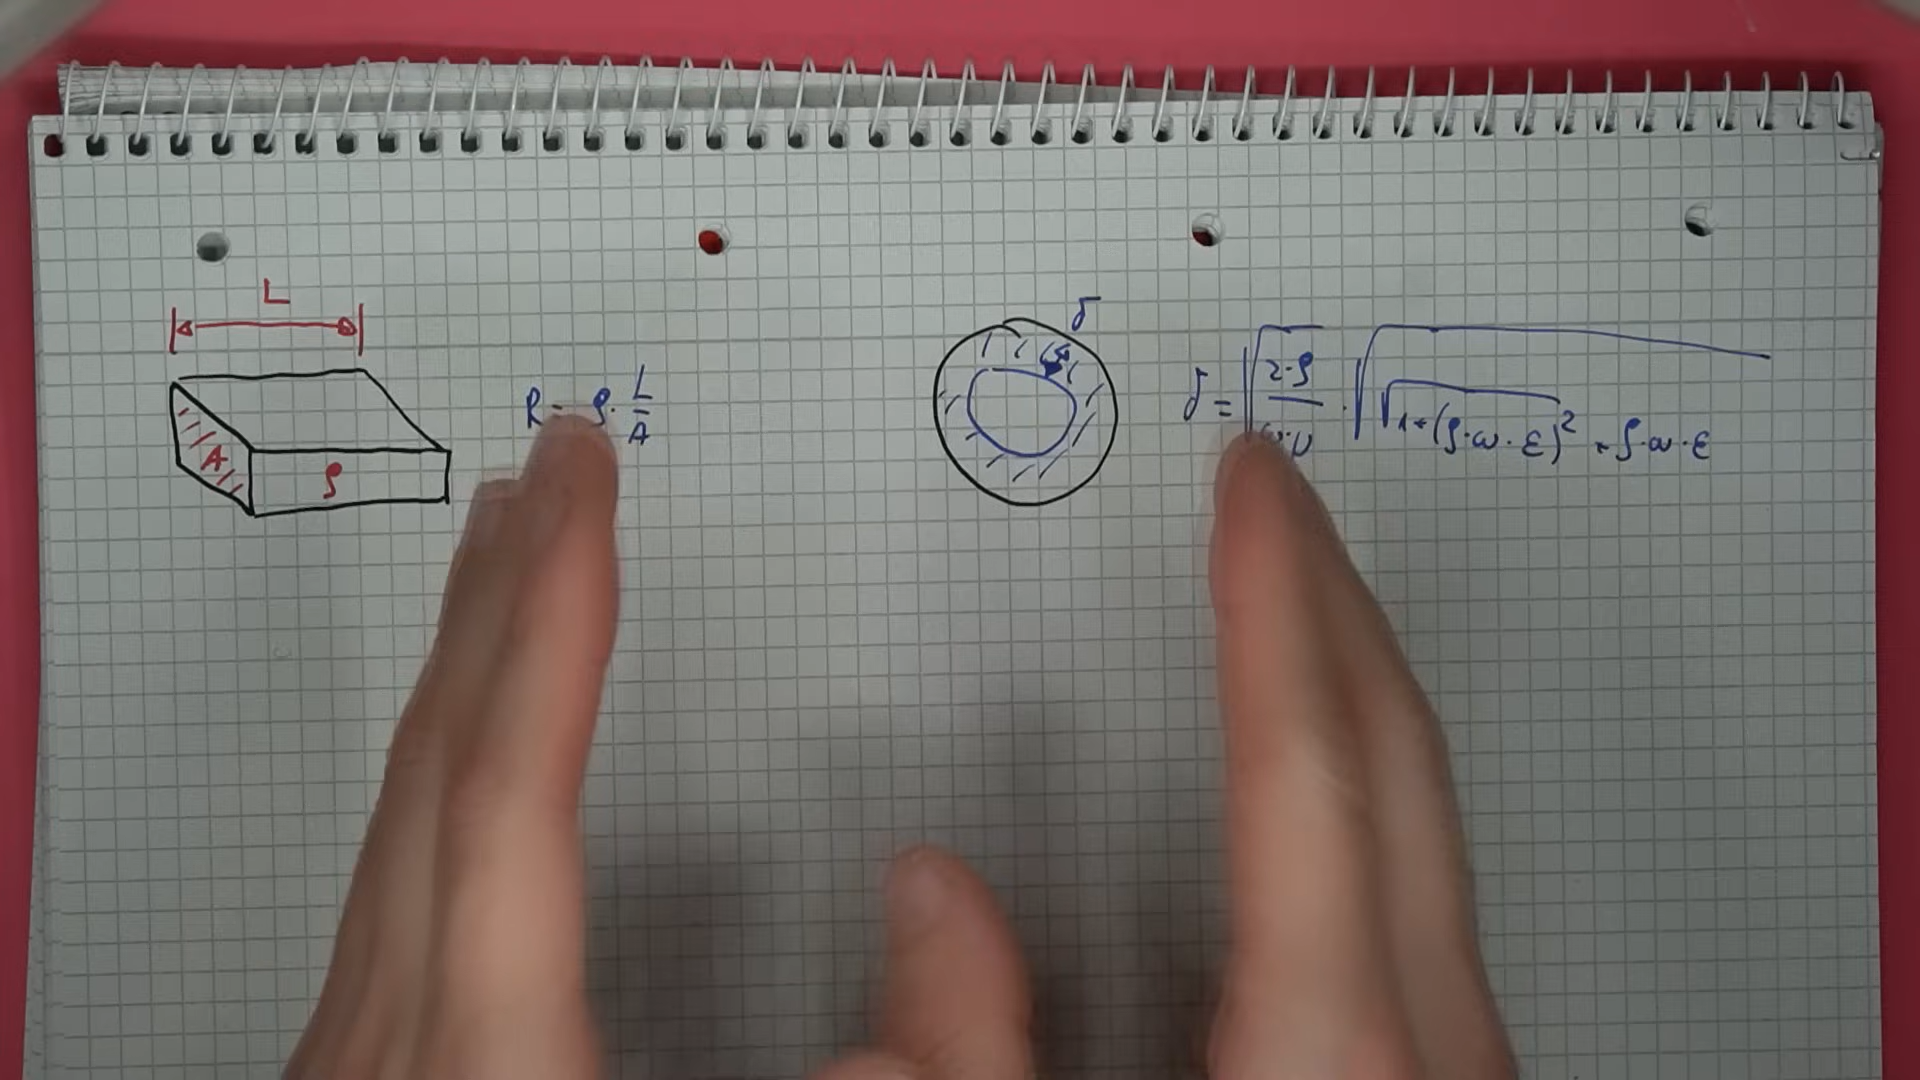 L
A
ρ
R = ρ · L/A
δ
δ = √(2·ρ/ω·μ) · √(√(1+(ρ·ω·ε)²) + ρ·ω·ε)